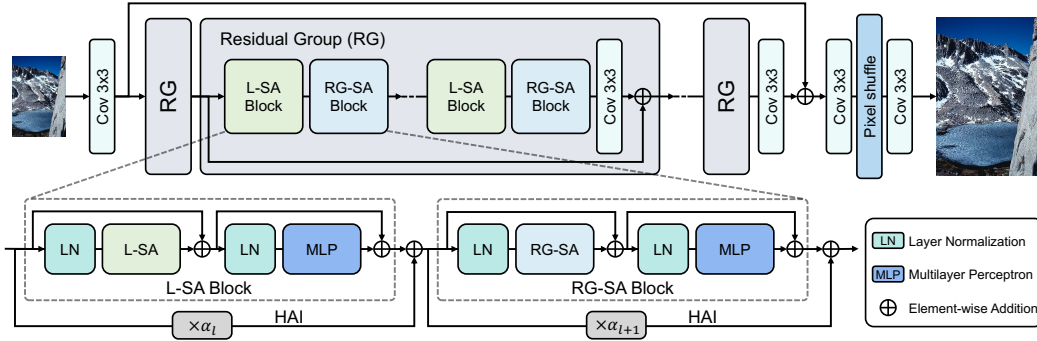 Residual Group (RG)
Cov 3x3
RG
L-SA
Block
RG-SA
Block
L-SA
Block
RG-SA
Block
Cov 3x3
RG
Cov 3x3
Cov 3x3
Pixel shuffle
Cov 3x3
LN
L-SA
LN
MLP
L-SA Block
×α_l
HAI
LN
RG-SA
LN
MLP
RG-SA Block
×α_{l+1}
HAI
LN Layer Normalization
MLP Multilayer Perceptron
Element-wise Addition